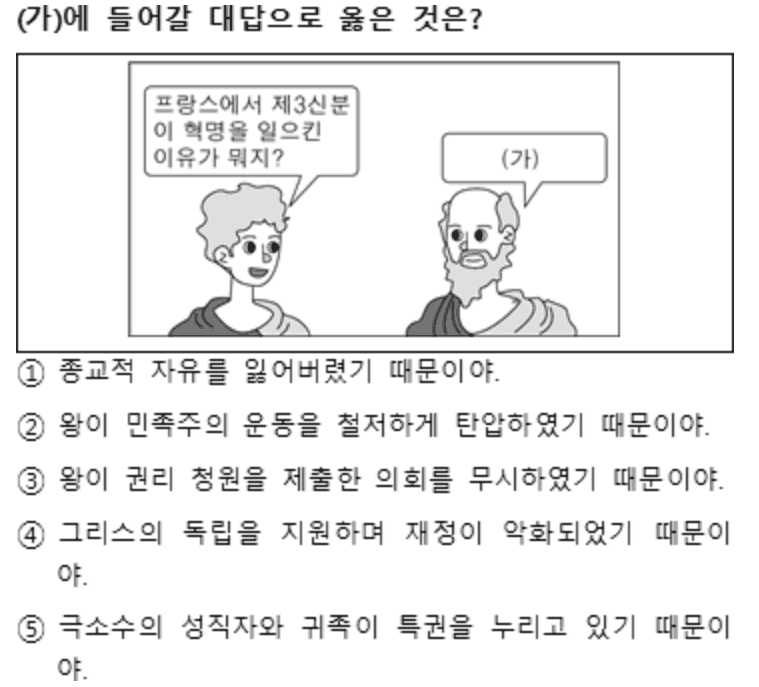 (가)에 들어갈 대답으로 옳은 것은?
프랑스에서 제3신분
이 혁명을 일으킨
이유가 뭐지?
(가)
① 종교적 자유를 잃어버렸기 때문이야.
② 왕이 민족주의 운동을 철저하게 탄압하였기 때문이야.
③ 왕이 권리 청원을 제출한 의회를 무시하였기 때문이야.
④ 그리스의 독립을 지원하며 재정이 악화되었기 때문이
야.
⑤ 극소수의 성직자와 귀족이 특권을 누리고 있기 때문이
야.